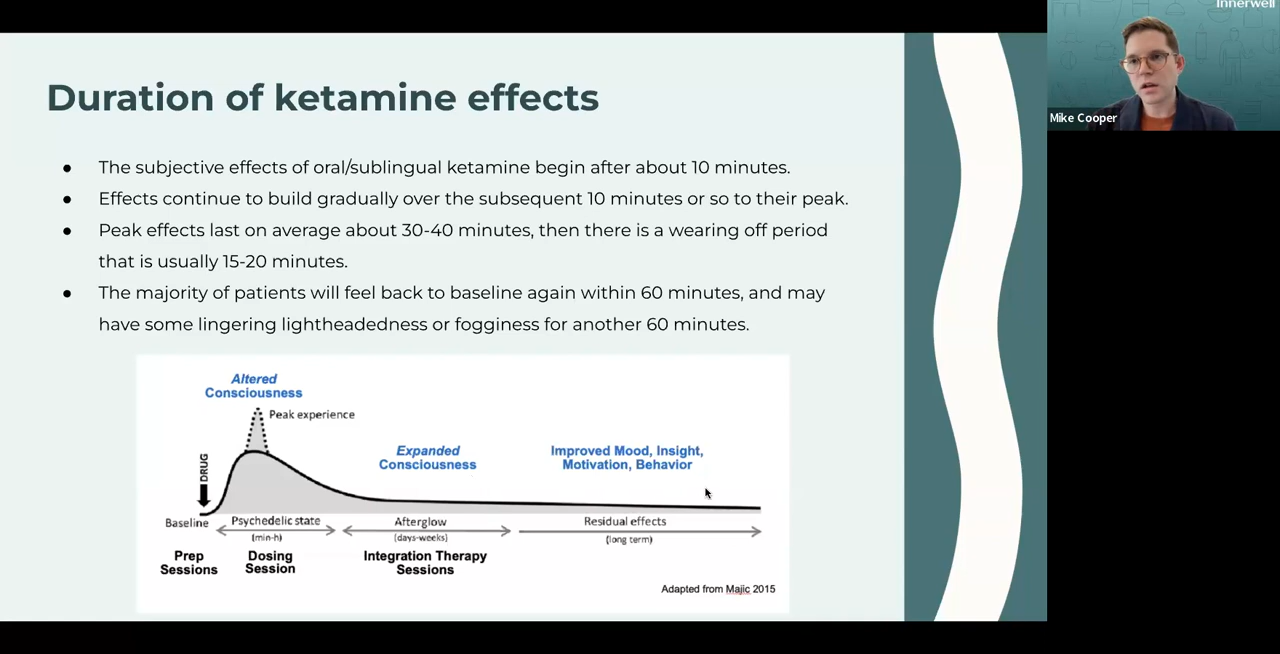 Innerwell
Mike Cooper
Duration of ketamine effects
● The subjective effects of oral/sublingual ketamine begin after about 10 minutes.
● Effects continue to build gradually over the subsequent 10 minutes or so to their peak.
● Peak effects last on average about 30-40 minutes, then there is a wearing off period
that is usually 15-20 minutes.
● The majority of patients will feel back to baseline again within 60 minutes, and may
have some lingering lightheadedness or fogginess for another 60 minutes.
Altered
Consciousness
Peak experience
DRUG
Expanded
Consciousness
Improved Mood, Insight,
Motivation, Behavior
Baseline
Psychedelic state
(min-h)
Afterglow
(days-weeks)
Residual effects
(long term)
Prep
Sessions
Dosing
Session
Integration Therapy
Sessions
Adapted from Majic 2015